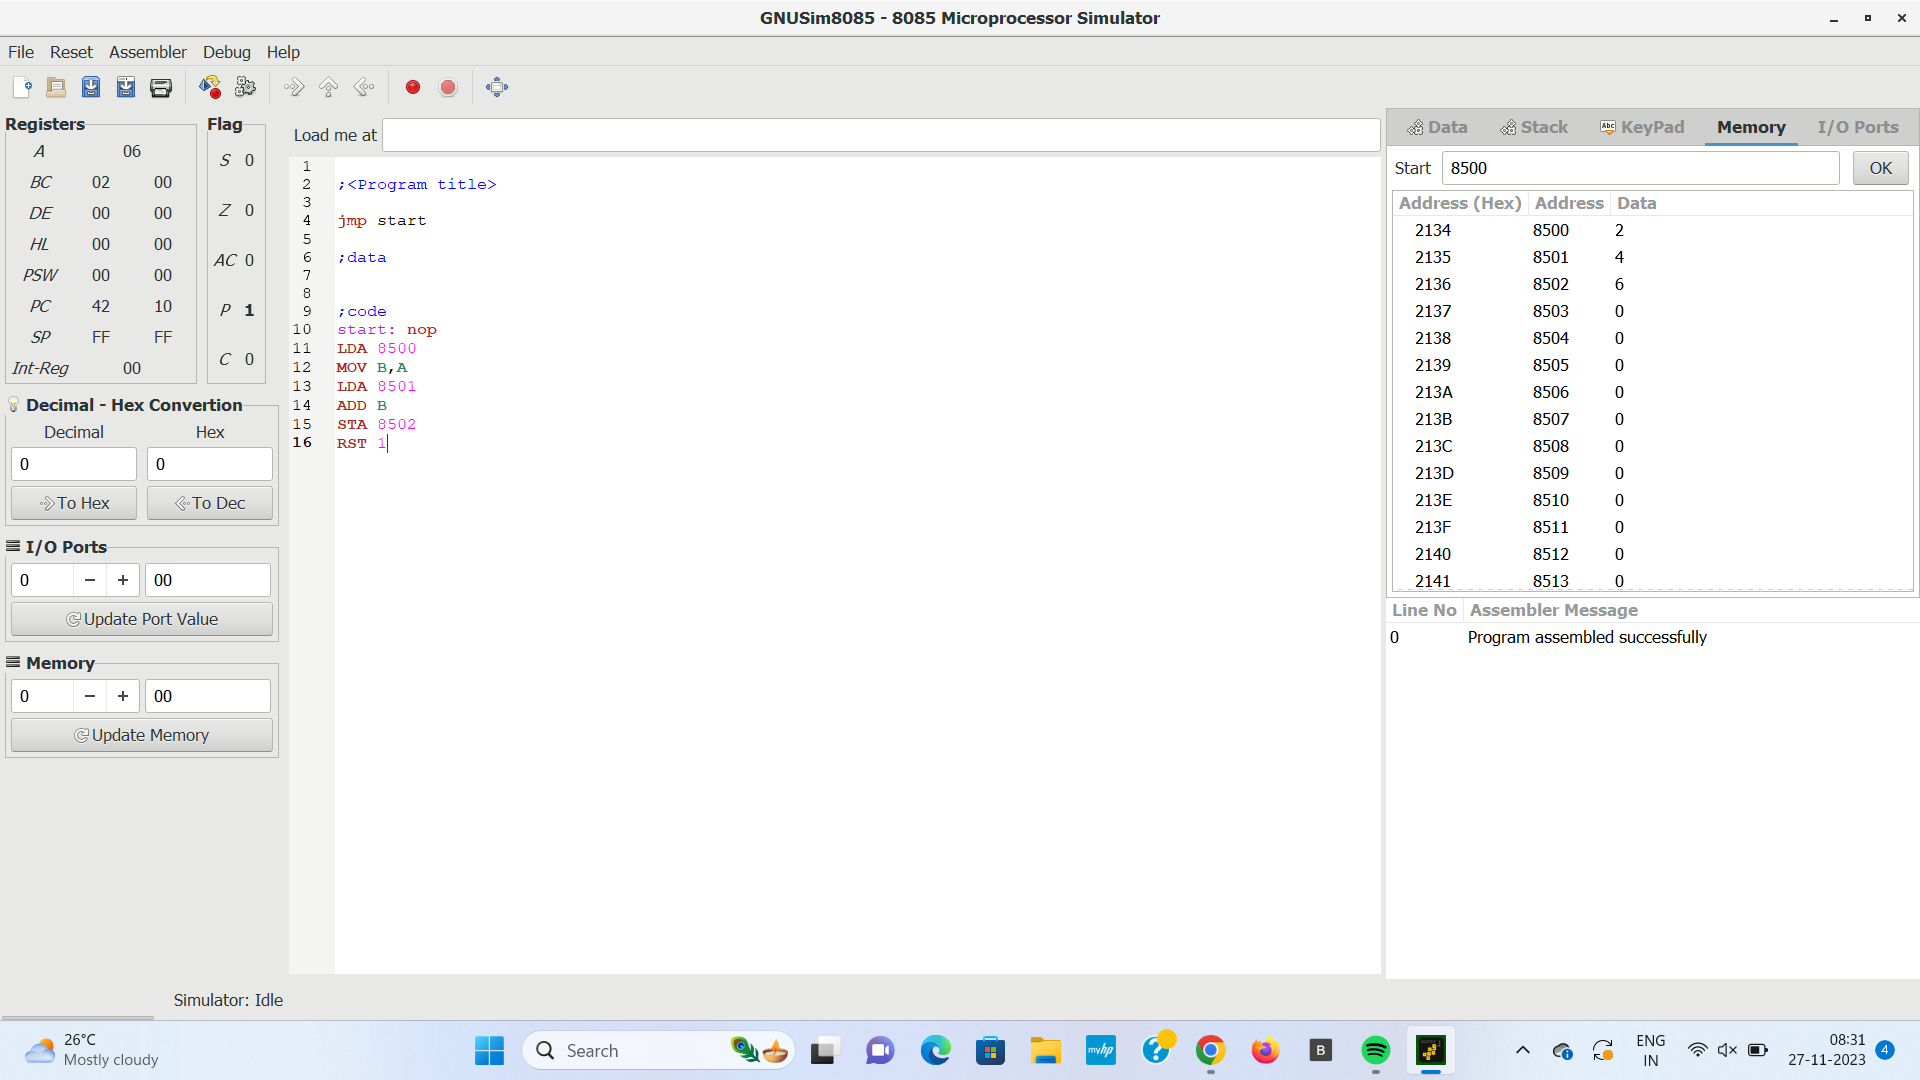 GNUSim8085 - 8085 Microprocessor Simulator
File Reset Assembler Debug Help
Registers
A 06
BC 02 00
DE 00 00
HL 00 00
PSW 00 00
PC 42 10
SP FF FF
Int-Reg 00
Flag
S 0
Z 0
AC 0
P 1
C 0
Decimal - Hex Convertion
Decimal Hex
0 0
To Hex To Dec
I/O Ports
0 − + 00
Update Port Value
Memory
0 − + 00
Update Memory
Load me at
1
2 ;<Program title>
3
4 jmp start
5
6 ;data
7
8
9 ;code
10 start: nop
11 LDA 8500
12 MOV B,A
13 LDA 8501
14 ADD B
15 STA 8502
16 RST 1
Data Stack Abc KeyPad Memory I/O Ports
Start 8500 OK
Address (Hex) Address Data
2134 8500 2
2135 8501 4
2136 8502 6
2137 8503 0
2138 8504 0
2139 8505 0
213A 8506 0
213B 8507 0
213C 8508 0
213D 8509 0
213E 8510 0
213F 8511 0
2140 8512 0
2141 8513 0
Line No Assembler Message
0 Program assembled successfully
Simulator: Idle
26°C
Mostly cloudy
Search
myhp
?
B
ENG
IN
08:31
27-11-2023
4